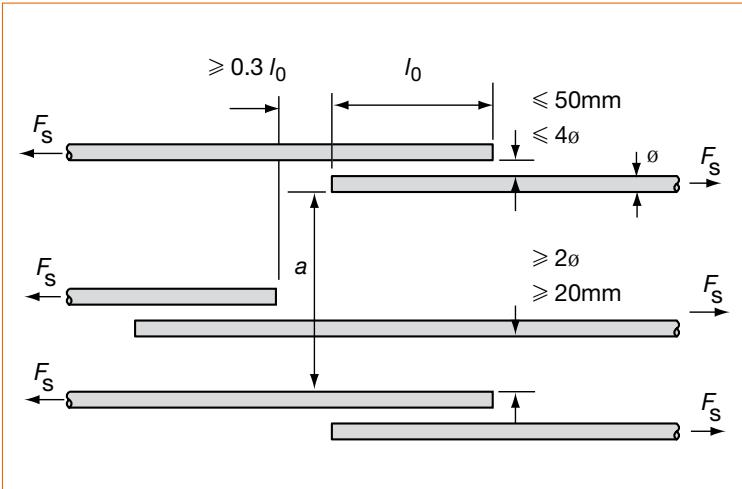 ⩾ 0.3 l₀
l₀
⩽ 50mm
⩽ 4ø
Fₛ
ø
Fₛ
a
⩾ 2ø
⩾ 20mm
Fₛ
Fₛ
Fₛ
Fₛ